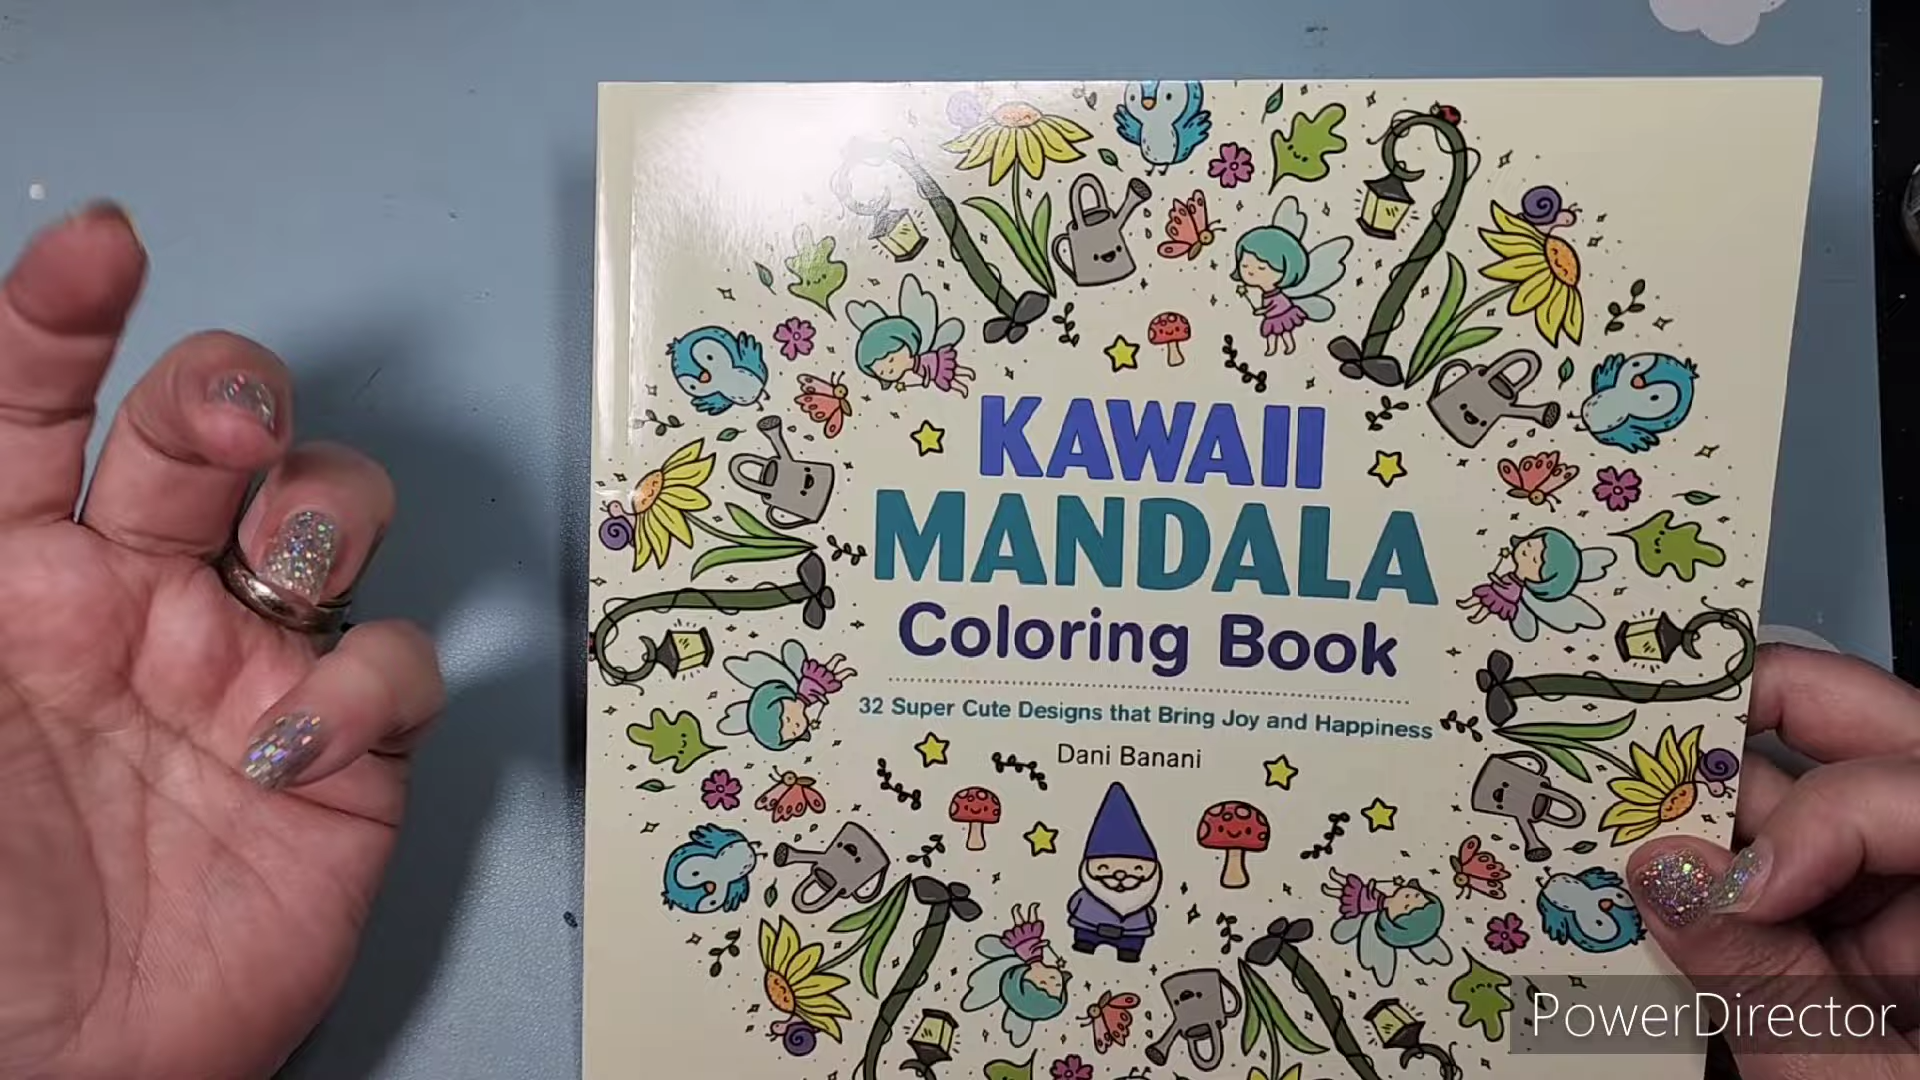 KAWAII
MANDALA
Coloring Book
32 Super Cute Designs that Bring Joy and Happiness
Dani Banani
PowerDirector